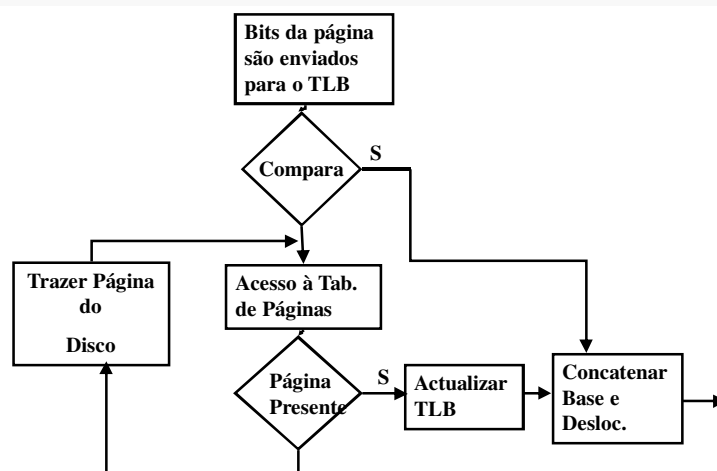 Bits da página
são enviados
para o TLB
Compara
S
Trazer Página
do
Disco
Acesso à Tab.
de Páginas
Página
Presente
S
Actualizar
TLB
Concatenar
Base e
Desloc.